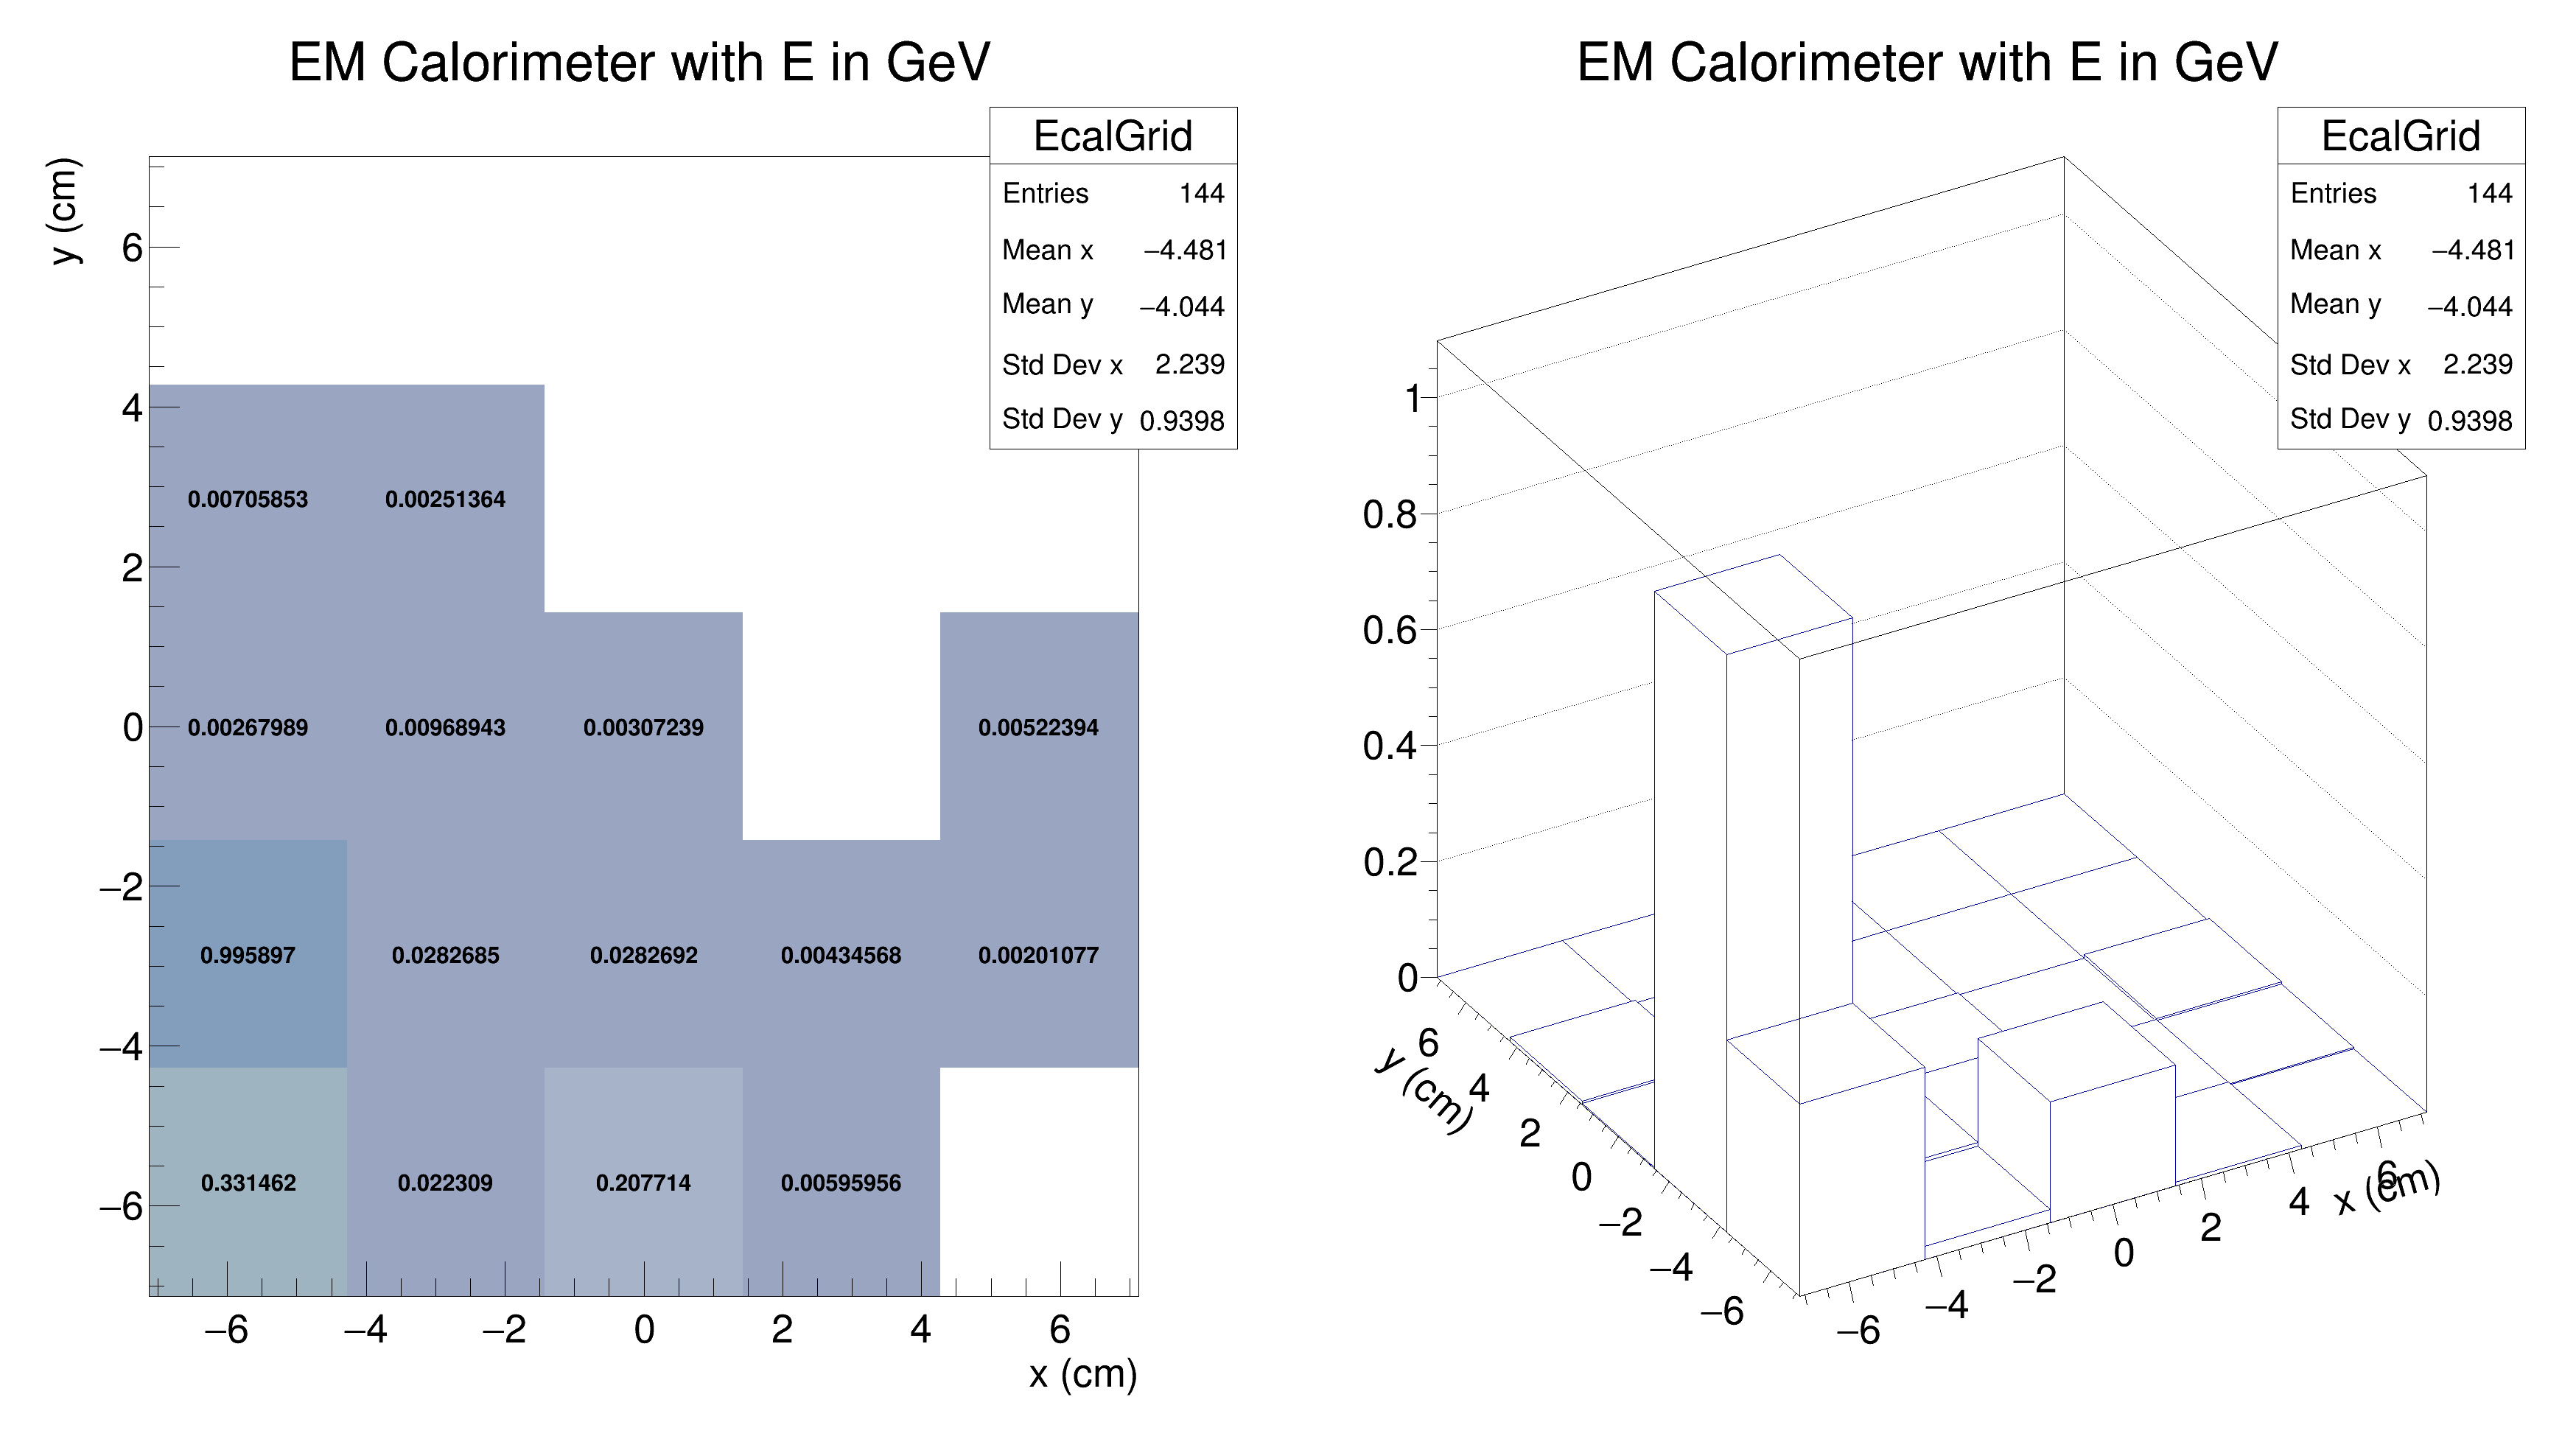 EM Calorimeter with E in GeV
EcalGrid
Entries 144
Mean x −4.481
Mean y −4.044
Std Dev x 2.239
Std Dev y 0.9398
y (cm)
6
4
2
0
−2
−4
−6
0.00705853 0.00251364
0.00267989 0.00968943 0.00307239 0.00522394
0.995897 0.0282685 0.0282692 0.00434568 0.00201077
0.331462 0.022309 0.207714 0.00595956
−6 −4 −2 0 2 4 6
x (cm)
EM Calorimeter with E in GeV
EcalGrid
Entries 144
Mean x −4.481
Mean y −4.044
Std Dev x 2.239
Std Dev y 0.9398
1
0.8
0.6
0.4
0.2
0
6
4
2
0
−2
−4
−6
y (cm)
−6 −4 −2 0 2 4 6
x (cm)